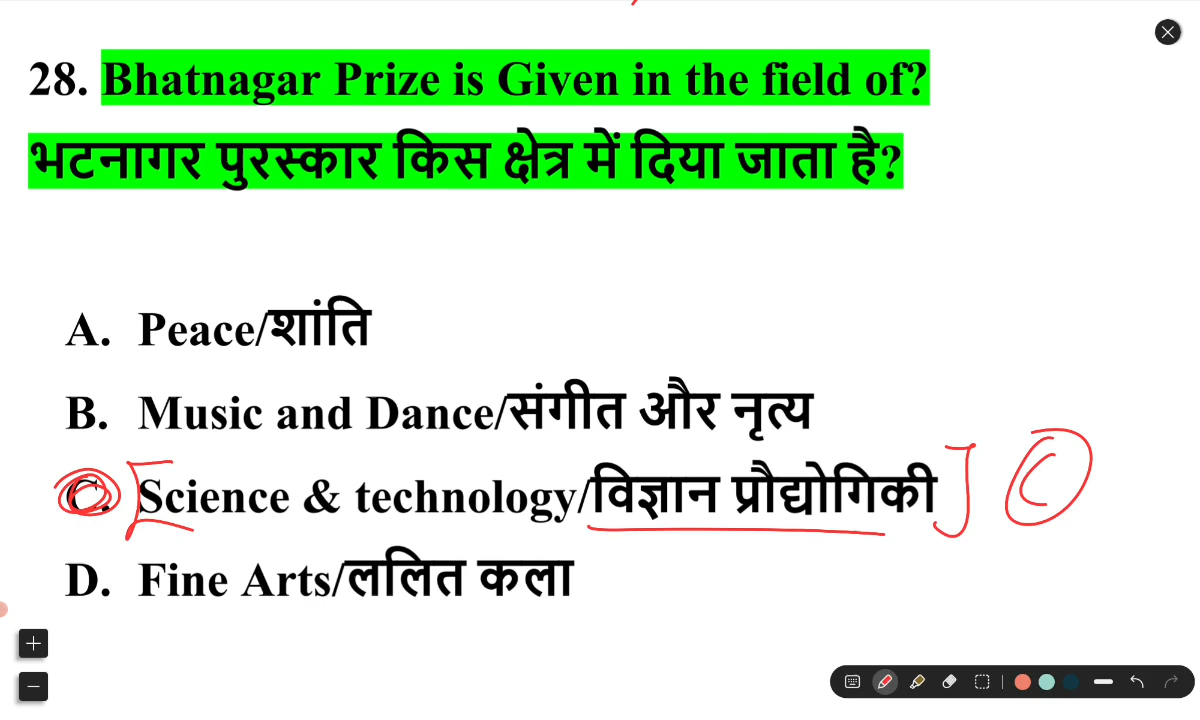 28. Bhatnagar Prize is Given in the field of?
भटनागर पुरस्कार किस क्षेत्र में दिया जाता है?
A. Peace/शांति
B. Music and Dance/संगीत और नृत्य
C. Science & technology/विज्ञान प्रौद्योगिकी C
D. Fine Arts/ललित कला